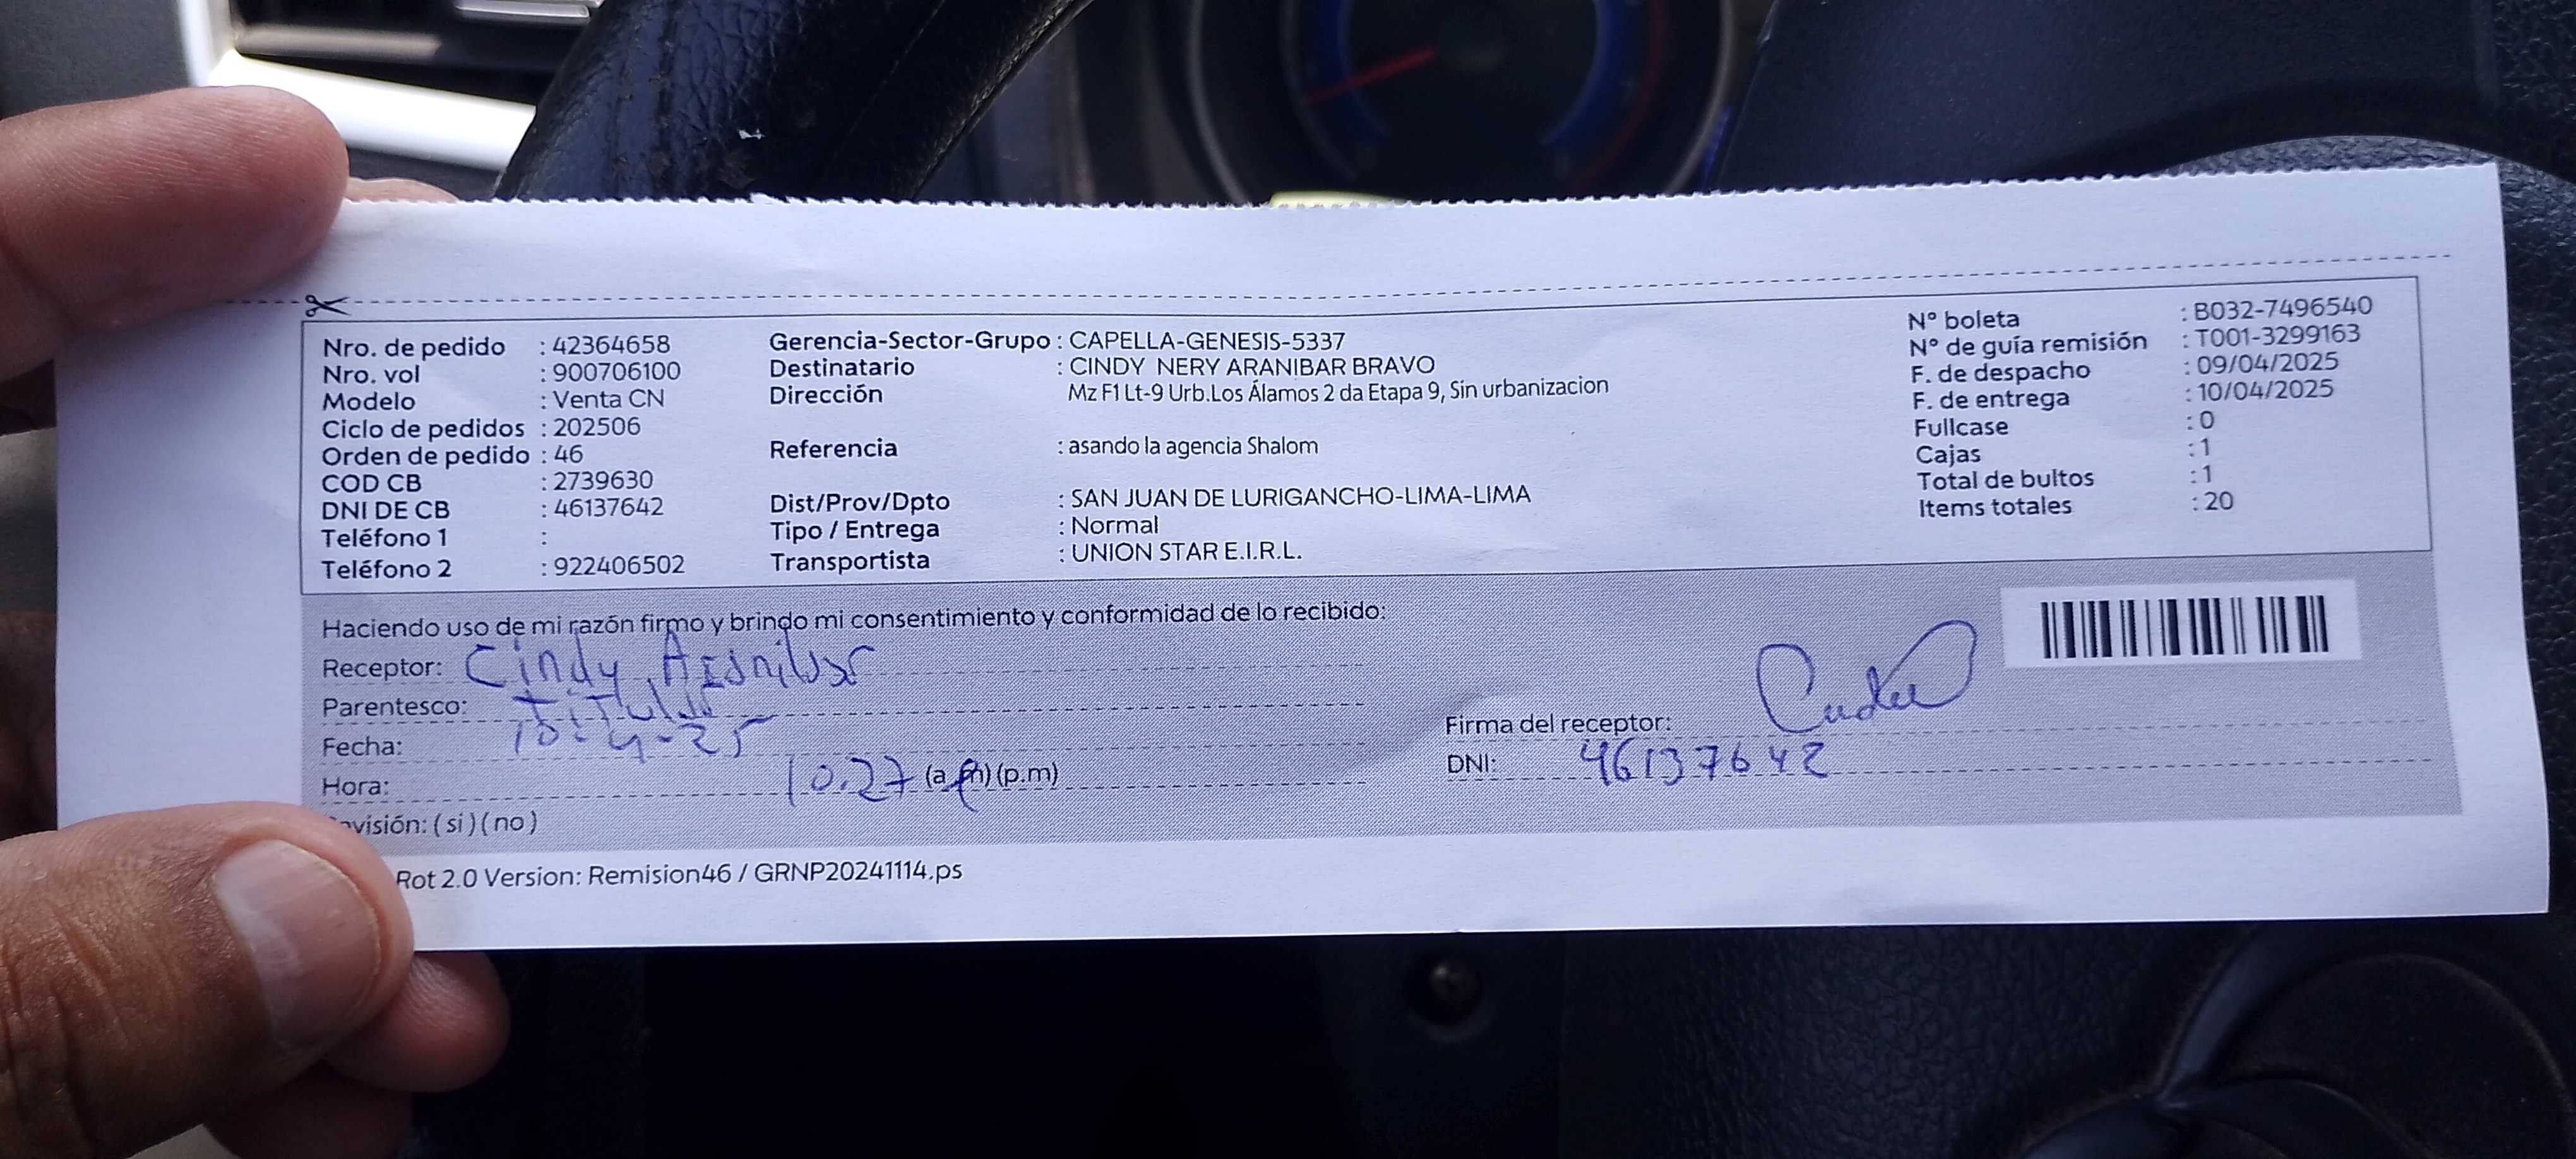 Nro. de pedido : 42364658
Nro. vol : 900706100
Modelo : Venta CN
Ciclo de pedidos : 202506
Orden de pedido : 46
COD CB : 2739630
DNI DE CB : 46137642
Teléfono 1 :
Teléfono 2 : 922406502
Gerencia-Sector-Grupo : CAPELLA-GENESIS-5337
Destinatario : CINDY NERY ARANIBAR BRAVO
Dirección Mz F1 Lt-9 Urb.Los Álamos 2 da Etapa 9, Sin urbanizacion
Referencia : asando la agencia Shalom
Dist/Prov/Dpto : SAN JUAN DE LURIGANCHO-LIMA-LIMA
Tipo / Entrega : Normal
Transportista : UNION STAR E.I.R.L.
N° boleta : B032-7496540
N° de guía remisión : T001-3299163
F. de despacho : 09/04/2025
F. de entrega : 10/04/2025
Fullcase : 0
Cajas : 1
Total de bultos : 1
Items totales : 20
Haciendo uso de mi razón firmo y brindo mi consentimiento y conformidad de lo recibido:
Receptor: Cindy Aranibar
Parentesco:
Fecha: 10-4-25
Hora: 10.27 (a.m) (p.m)
visión: ( si ) ( no )
Firma del receptor:
DNI: 46137642
Rot 2.0 Version: Remision46 / GRNP20241114.ps